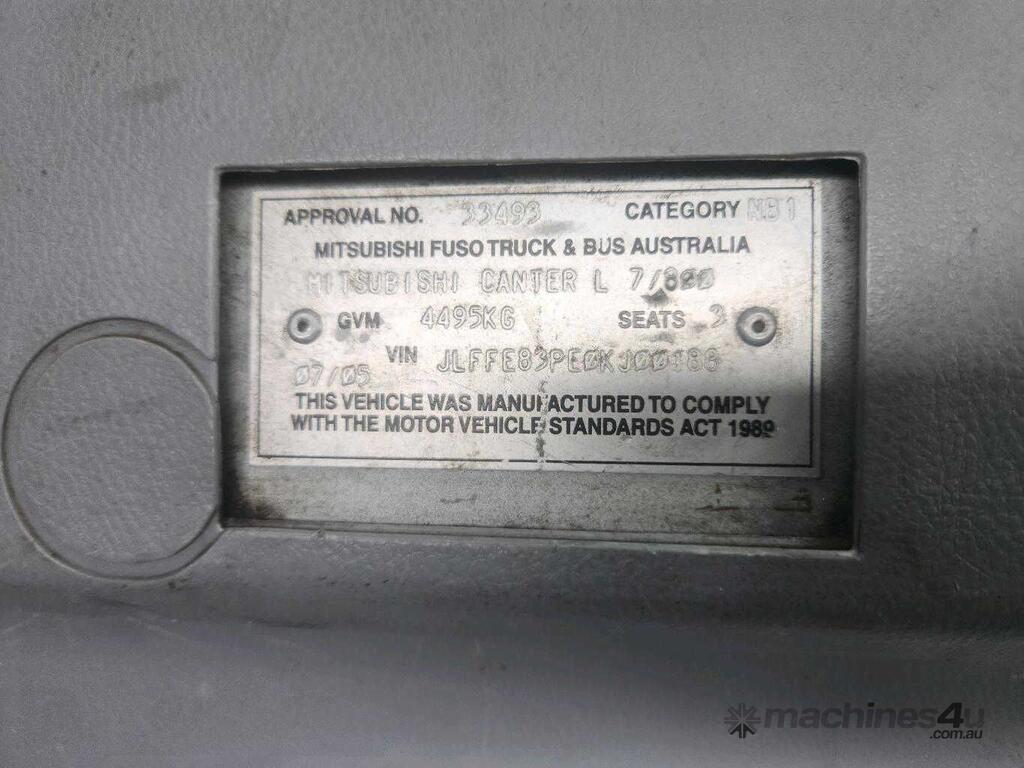 APPROVAL NO. 33493 CATEGORY NB1
MITSUBISHI FUSO TRUCK & BUS AUSTRALIA
MITSUBISHI CANTER L 7/800
GVM 4495KG SEATS 3
VIN
07/05
THIS VEHICLE WAS MANUFACTURED TO COMPLY
WITH THE MOTOR VEHICLE STANDARDS ACT 1989
machines4u
.com.au